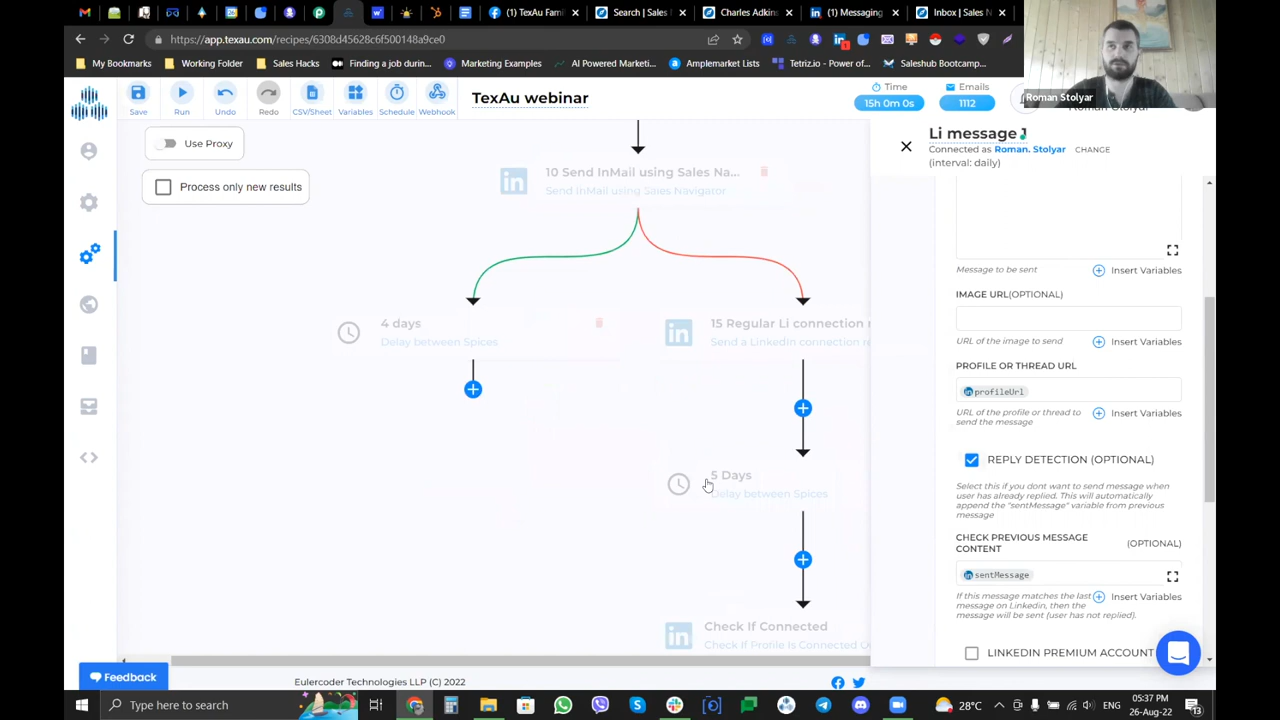 (1) TexAu Fami
Search | Sales
Charles Adkins
(1) Messaging
Inbox | Sales N
https://app.texau.com/recipes/6308d45628c6f500148a9ce0
My Bookmarks
Working Folder
Sales Hacks
Finding a job durin...
Marketing Examples
AI Powered Marketi...
Amplemarket Lists
Tetriz.io - Power of...
Saleshub Bootcamp...
Roman Stolyar
Save
Run
Undo
Redo
CSV/Sheet
Variables
Schedule
Webhook
TexAu webinar
Time
15h 0m 0s
Emails
1112
Roman Stolyar
Use Proxy
Process only new results
10 Send InMail using Sales Na...
Send InMail using Sales Navigator
4 days
Delay between Spices
15 Regular Li connection r
Send a LinkedIn connection re
5 Days
Delay between Spices
Check If Connected
Check If Profile Is Connected O
Li message 1
Connected as Roman. Stolyar CHANGE
(interval: daily)
Message to be sent
Insert Variables
IMAGE URL(OPTIONAL)
URL of the image to send
Insert Variables
PROFILE OR THREAD URL
profileUrl
URL of the profile or thread to
send the message
Insert Variables
REPLY DETECTION (OPTIONAL)
Select this if you dont want to send message when
user has already replied. This will automatically
append the "sentMessage" variable from previous
message
CHECK PREVIOUS MESSAGE
CONTENT
(OPTIONAL)
sentMessage
If this message matches the last
message on Linkedin, then the
message will be sent (user has not replied).
Insert Variables
LINKEDIN PREMIUM ACCOUNT
Feedback
Eulercoder Technologies LLP (C) 2022
Type here to search
28°C
ENG
05:37 PM
26-Aug-22
13